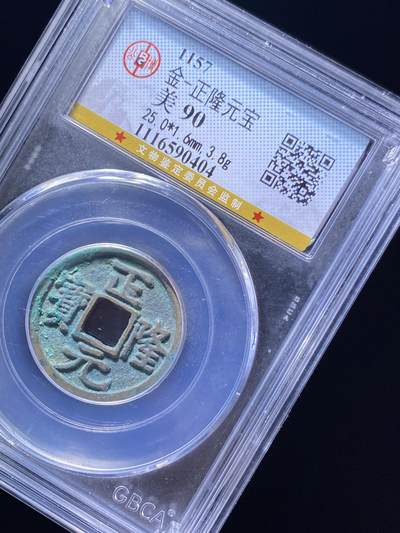 1157
金-正隆元宝
美 90
25.0*1.6mm 3.8g
1116590404
★ 文物鉴定委员会监制 ★
正隆元寶
GBCA